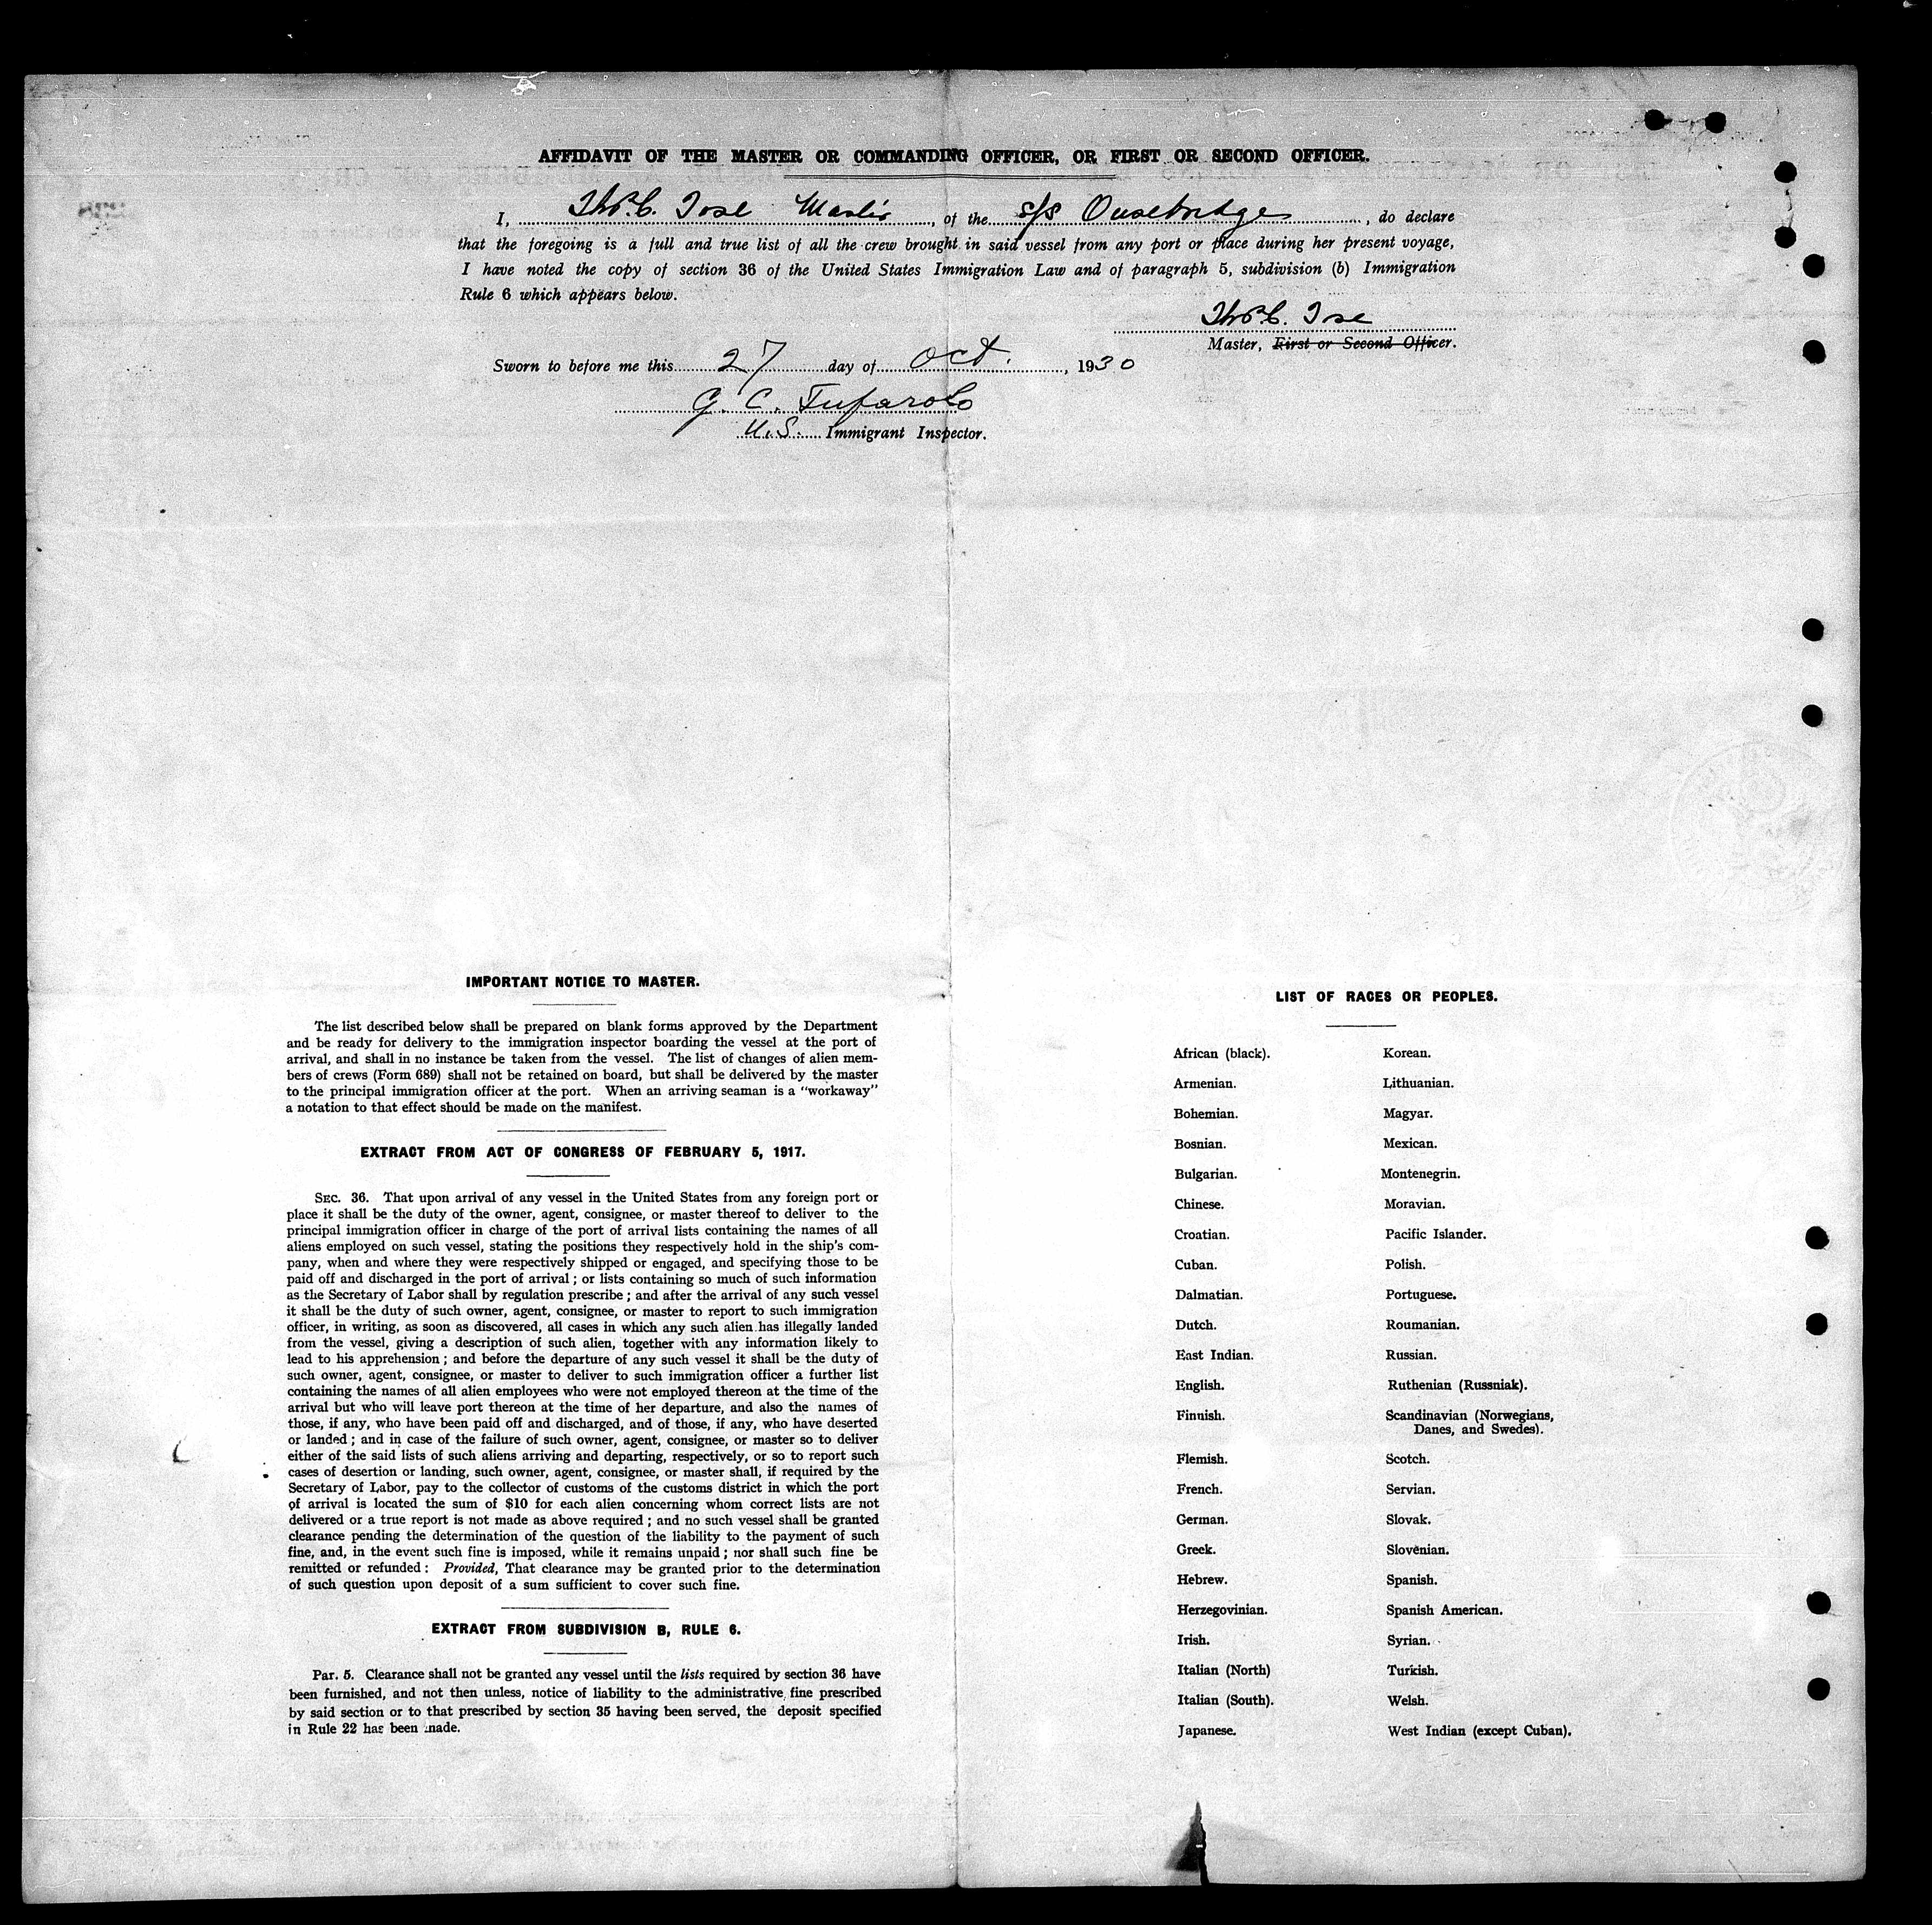 AFFIDAVIT OF THE MASTER OR COMMANDING OFFICER, OR FIRST OR SECOND OFFICER.
I, Thos. C. Tose Master, of the s/s Ousebridge, do declare
that the foregoing is a full and true list of all the crew brought in said vessel from any port or place during her present voyage,
I have noted the copy of section 36 of the United States Immigration Law and of paragraph 5, subdivision (b) Immigration
Rule 6 which appears below.
Thos. C. Tose
Master, First or Second Officer.
Sworn to before me this 27 day of Oct. , 1930
G. C. Tufarolo
U.S. Immigrant Inspector.
IMPORTANT NOTICE TO MASTER.
The list described below shall be prepared on blank forms approved by the Department
and be ready for delivery to the immigration inspector boarding the vessel at the port of
arrival, and shall in no instance be taken from the vessel. The list of changes of alien mem-
bers of crews (Form 689) shall not be retained on board, but shall be delivered by the master
to the principal immigration officer at the port. When an arriving seaman is a "workaway"
a notation to that effect should be made on the manifest.
EXTRACT FROM ACT OF CONGRESS OF FEBRUARY 5, 1917.
SEC. 36. That upon arrival of any vessel in the United States from any foreign port or
place it shall be the duty of the owner, agent, consignee, or master thereof to deliver to the
principal immigration officer in charge of the port of arrival lists containing the names of all
aliens employed on such vessel, stating the positions they respectively hold in the ship's com-
pany, when and where they were respectively shipped or engaged, and specifying those to be
paid off and discharged in the port of arrival; or lists containing so much of such information
as the Secretary of Labor shall by regulation prescribe; and after the arrival of any such vessel
it shall be the duty of such owner, agent, consignee, or master to report to such immigration
officer, in writing, as soon as discovered, all cases in which any such alien has illegally landed
from the vessel, giving a description of such alien, together with any information likely to
lead to his apprehension; and before the departure of any such vessel it shall be the duty of
such owner, agent, consignee, or master to deliver to such immigration officer a further list
containing the names of all alien employees who were not employed thereon at the time of the
arrival but who will leave port thereon at the time of her departure, and also the names of
those, if any, who have been paid off and discharged, and of those, if any, who have deserted
or landed; and in case of the failure of such owner, agent, consignee, or master so to deliver
either of the said lists of such aliens arriving and departing, respectively, or so to report such
cases of desertion or landing, such owner, agent, consignee, or master shall, if required by the
Secretary of Labor, pay to the collector of customs of the customs district in which the port
of arrival is located the sum of $10 for each alien concerning whom correct lists are not
delivered or a true report is not made as above required; and no such vessel shall be granted
clearance pending the determination of the question of the liability to the payment of such
fine, and, in the event such fine is imposed, while it remains unpaid; nor shall such fine be
remitted or refunded: Provided, That clearance may be granted prior to the determination
of such question upon deposit of a sum sufficient to cover such fine.
EXTRACT FROM SUBDIVISION B, RULE 6.
Par. 5. Clearance shall not be granted any vessel until the lists required by section 36 have
been furnished, and not then unless, notice of liability to the administrative fine prescribed
by said section or to that prescribed by section 35 having been served, the deposit specified
in Rule 22 has been made.
LIST OF RACES OR PEOPLES.
African (black).
Armenian.
Bohemian.
Bosnian.
Bulgarian.
Chinese.
Croatian.
Cuban.
Dalmatian.
Dutch.
East Indian.
English.
Finnish.
Flemish.
French.
German.
Greek.
Hebrew.
Herzegovinian.
Irish.
Italian (North)
Italian (South).
Japanese.
Korean.
Lithuanian.
Magyar.
Mexican.
Montenegrin.
Moravian.
Pacific Islander.
Polish.
Portuguese.
Roumanian.
Russian.
Ruthenian (Russniak).
Scandinavian (Norwegians,
Danes, and Swedes).
Scotch.
Servian.
Slovak.
Slovenian.
Spanish.
Spanish American.
Syrian.
Turkish.
Welsh.
West Indian (except Cuban).